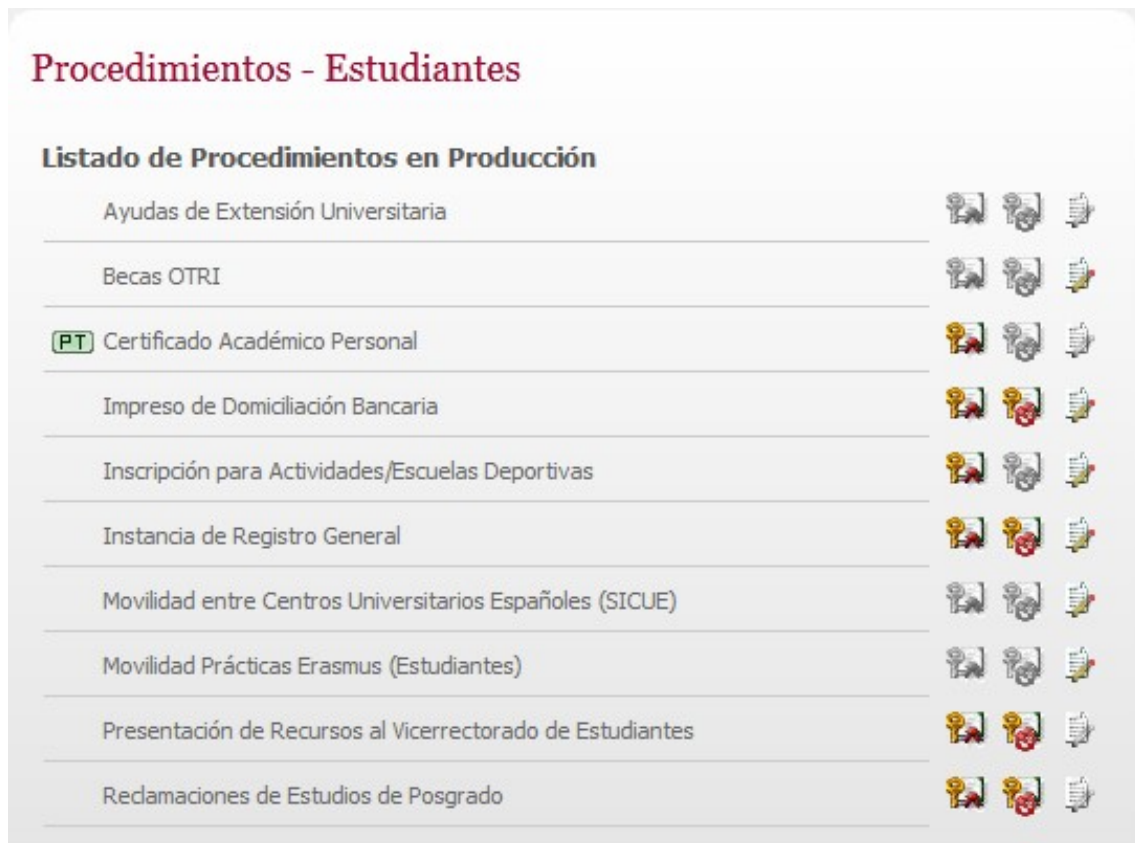 Procedimientos - Estudiantes
Listado de Procedimientos en Producción
Ayudas de Extensión Universitaria
Becas OTRI
PT Certificado Académico Personal
Impreso de Domiciliación Bancaria
Inscripción para Actividades/Escuelas Deportivas
Instancia de Registro General
Movilidad entre Centros Universitarios Españoles (SICUE)
Movilidad Prácticas Erasmus (Estudiantes)
Presentación de Recursos al Vicerrectorado de Estudiantes
Reclamaciones de Estudios de Posgrado